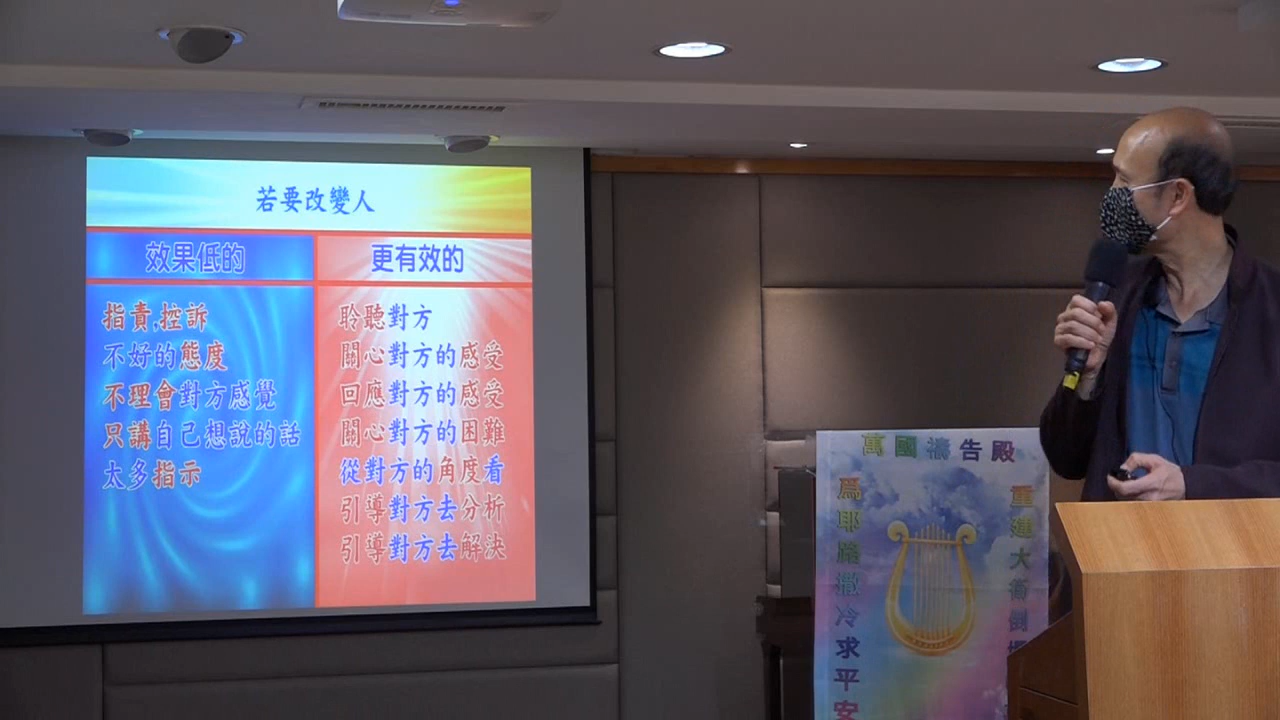 若要改變人
效果低的
更有效的
指責,控訴
不好的態度
不理會對方感覺
只講自己想說的話
太多指示
聆聽對方
關心對方的感受
回應對方的感受
關心對方的困難
從對方的角度看
引導對方去分析
引導對方去解決
萬國禱告殿
為耶路撒冷求平安
重建大衛倒